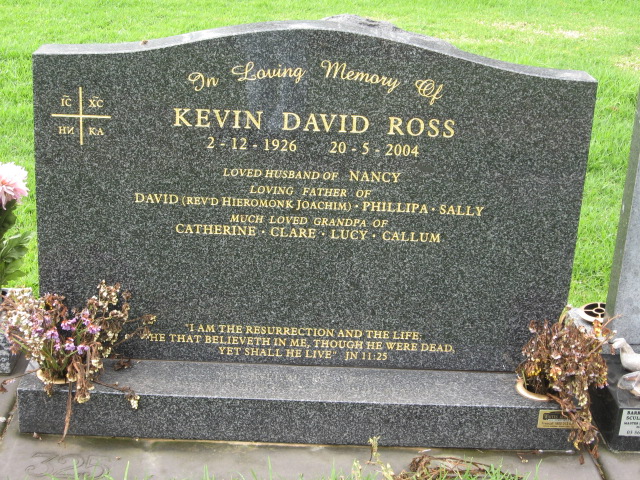 In Loving Memory Of
IC XC
НИ КА
KEVIN DAVID ROSS
2-12-1926 20-5-2004
LOVED HUSBAND OF NANCY
LOVING FATHER OF
DAVID (REV'D HIEROMONK JOACHIM) · PHILLIPA · SALLY
MUCH LOVED GRANDPA OF
CATHERINE · CLARE · LUCY · CALLUM
"I AM THE RESURRECTION AND THE LIFE,
HE THAT BELIEVETH IN ME, THOUGH HE WERE DEAD,
YET SHALL HE LIVE" JN 11:25
325